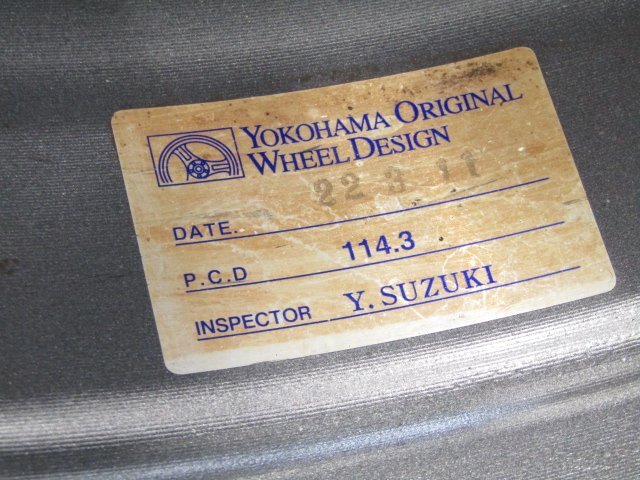 YOKOHAMA ORIGINAL
WHEEL DESIGN
22 3 11
DATE.
P.C.D 114.3
INSPECTOR Y. SUZUKI